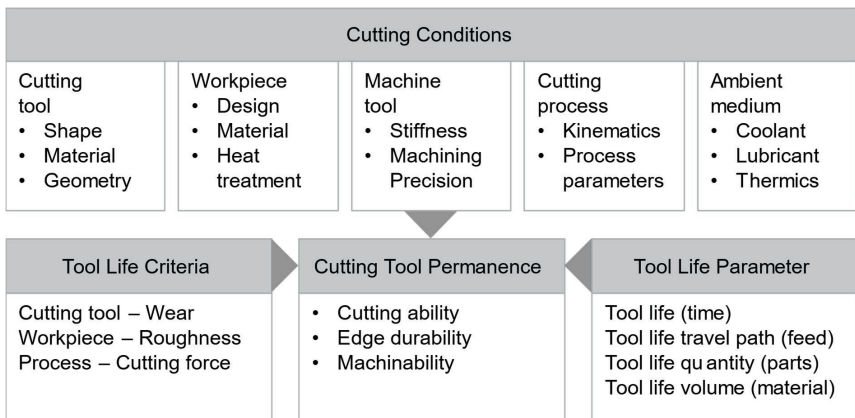 Cutting Conditions
Cutting
tool
• Shape
• Material
• Geometry
Workpiece
• Design
• Material
• Heat
treatment
Machine
tool
• Stiffness
• Machining
Precision
Cutting
process
• Kinematics
• Process
parameters
Ambient
medium
• Coolant
• Lubricant
• Thermics
Tool Life Criteria
Cutting tool – Wear
Workpiece – Roughness
Process – Cutting force
Cutting Tool Permanence
• Cutting ability
• Edge durability
• Machinability
Tool Life Parameter
Tool life (time)
Tool life travel path (feed)
Tool life quantity (parts)
Tool life volume (material)